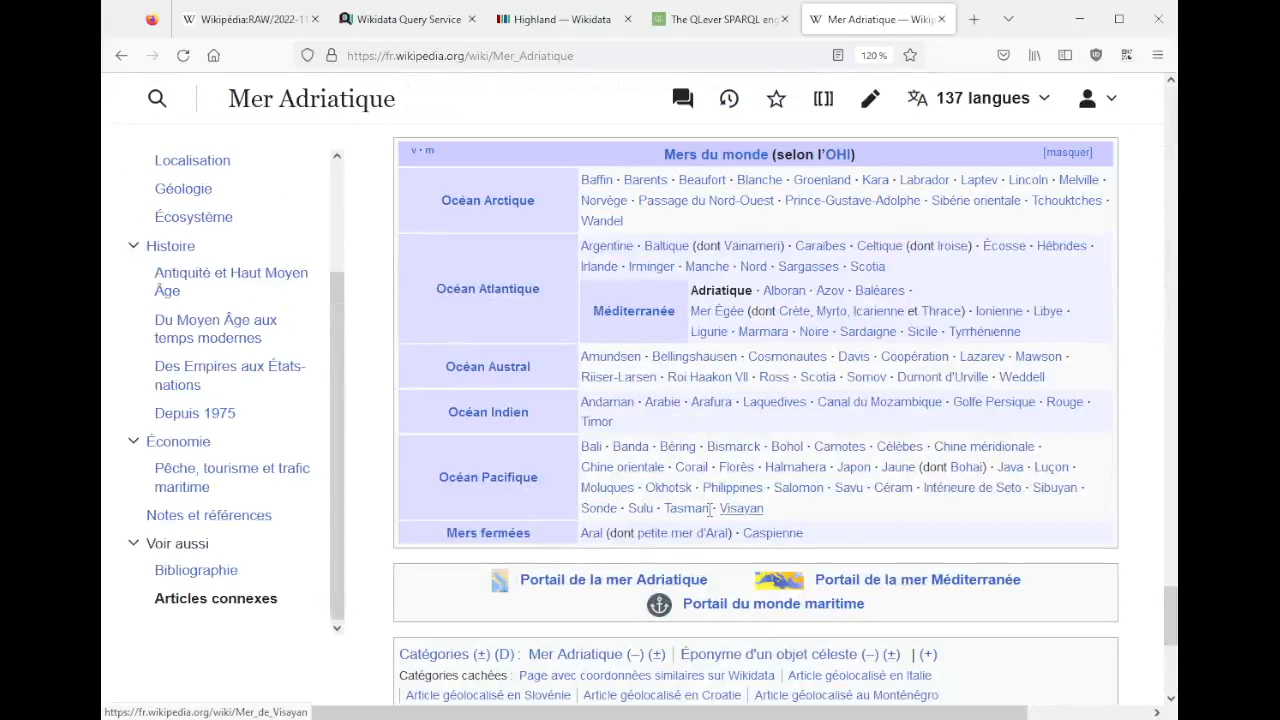 Wikipédia:RAW/2022-1
Wikidata Query Service
Highland — Wikidata
The QLever SPARQL eng
Mer Adriatique — Wikip
https://fr.wikipedia.org/wiki/Mer_Adriatique
120 %
Mer Adriatique
137 langues
Localisation
Géologie
Écosystème
Histoire
Antiquité et Haut Moyen
Âge
Du Moyen Âge aux
temps modernes
Des Empires aux États-
nations
Depuis 1975
Économie
Pêche, tourisme et trafic
maritime
Notes et références
Voir aussi
Bibliographie
Articles connexes
v · m
Mers du monde (selon l'OHI)
[masquer]
Océan Arctique
Baffin · Barents · Beaufort · Blanche · Groenland · Kara · Labrador · Laptev · Lincoln · Melville ·
Norvège · Passage du Nord-Ouest · Prince-Gustave-Adolphe · Sibérie orientale · Tchouktches ·
Wandel
Océan Atlantique
Argentine · Baltique (dont Väinameri) · Caraïbes · Celtique (dont Iroise) · Écosse · Hébrides ·
Irlande · Irminger · Manche · Nord · Sargasses · Scotia
Méditerranée
Adriatique · Alboran · Azov · Baléares ·
Mer Égée (dont Crète, Myrto, Icarienne et Thrace) · Ionienne · Libye ·
Ligurie · Marmara · Noire · Sardaigne · Sicile · Tyrrhénienne
Océan Austral
Amundsen · Bellingshausen · Cosmonautes · Davis · Coopération · Lazarev · Mawson ·
Riiser-Larsen · Roi Haakon VII · Ross · Scotia · Somov · Dumont d'Urville · Weddell
Océan Indien
Andaman · Arabie · Arafura · Laquedives · Canal du Mozambique · Golfe Persique · Rouge ·
Timor
Océan Pacifique
Bali · Banda · Béring · Bismarck · Bohol · Camotes · Célèbes · Chine méridionale ·
Chine orientale · Corail · Florès · Halmahera · Japon · Jaune (dont Bohai) · Java · Luçon ·
Moluques · Okhotsk · Philippines · Salomon · Savu · Céram · Intérieure de Seto · Sibuyan ·
Sonde · Sulu · Tasman · Visayan
Mers fermées
Aral (dont petite mer d'Aral) · Caspienne
Portail de la mer Adriatique
Portail de la mer Méditerranée
Portail du monde maritime
Catégories (±) (D) : Mer Adriatique (–) (±) | Éponyme d'un objet céleste (–) (±) | (+)
Catégories cachées : Page avec coordonnées similaires sur Wikidata | Article géolocalisé en Italie
| Article géolocalisé en Slovénie | Article géolocalisé en Croatie | Article géolocalisé au Monténégro
https://fr.wikipedia.org/wiki/Mer_de_Visayan